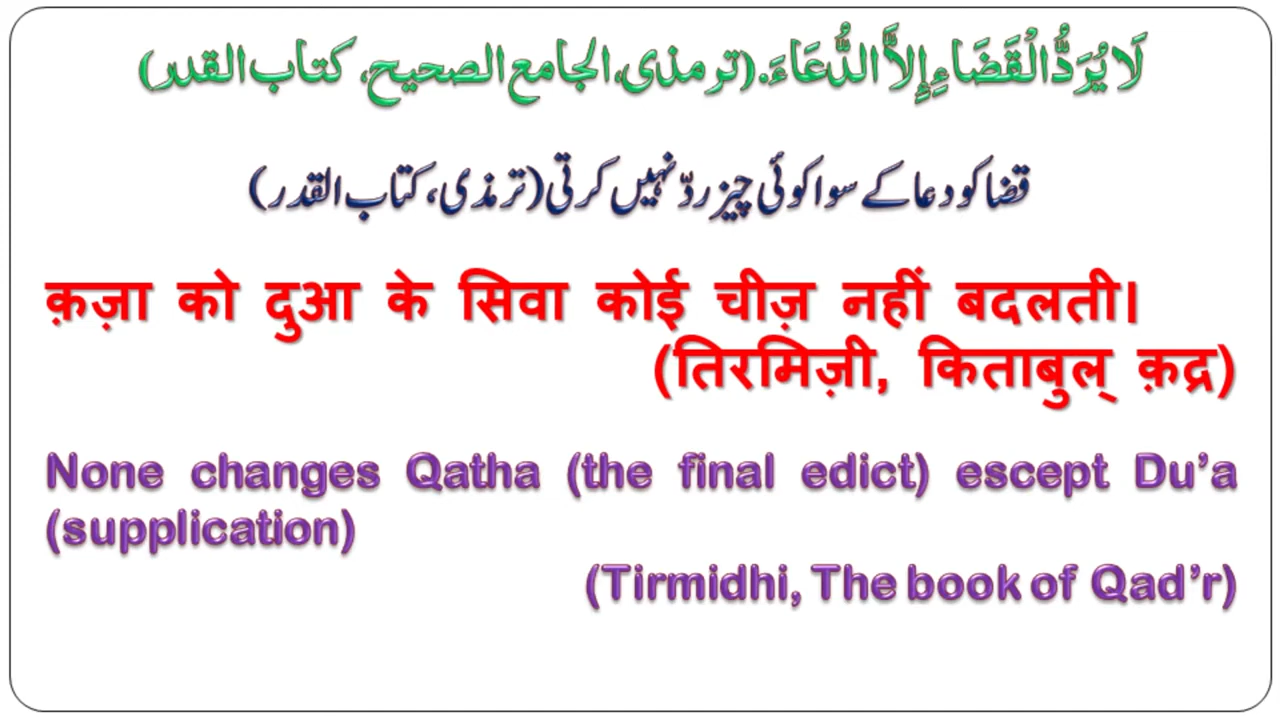 لَا يُرَدُّ الْقَضَاءِ إِلاَّ الدُّعَاءَ۔(ترمذی،الجامع الصحیح، کتاب القدر)
قضا کو دعا کے سوا کوئی چیز ردّ نہیں کرتی(ترمذی، کتاب القدر)
क़ज़ा को दुआ के सिवा कोई चीज़ नहीं बदलती।
(तिरमिज़ी, किताबुल् क़द्र)
None changes Qatha (the final edict) escept Du’a
(supplication)
(Tirmidhi, The book of Qad’r)